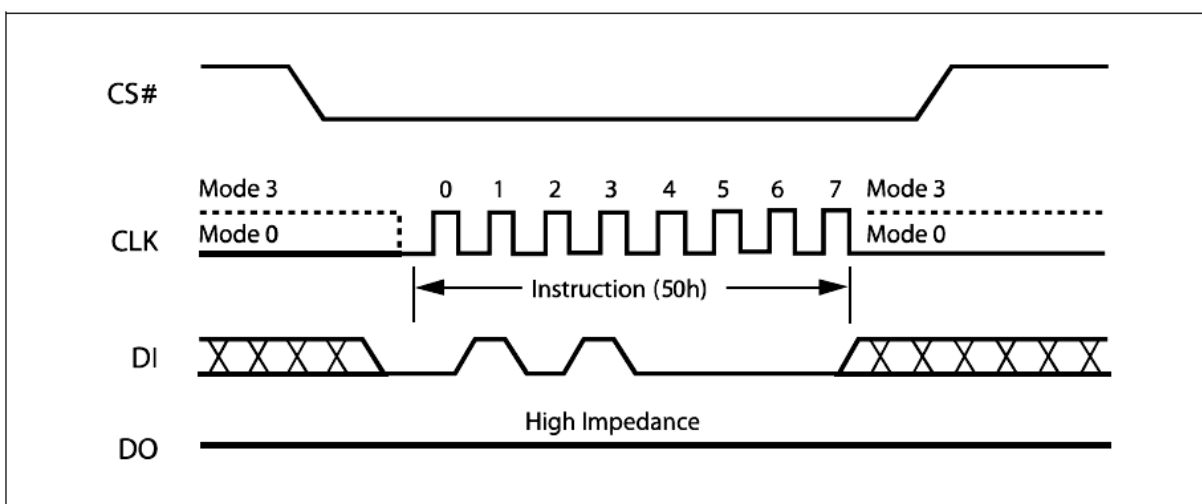 CS#
Mode 3 0 1 2 3 4 5 6 7 Mode 3
CLK Mode 0 Mode 0
Instruction (50h)
DI
High Impedance
DO